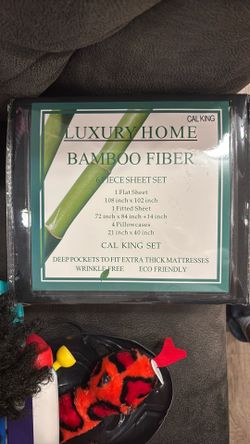 CAL KING
LUXURY HOME
BAMBOO FIBER
6 PIECE SHEET SET
1 Flat Sheet
108 inch x 102 inch
1 Fitted Sheet
72 inch x 84 inch +14 inch
4 Pillowcases
21 inch x 40 inch
CAL KING SET
DEEP POCKETS TO FIT EXTRA THICK MATTRESSES
WRINKLE FREE ECO FRIENDLY